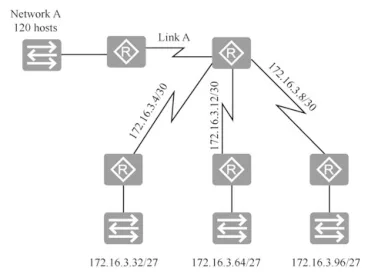 Network A
120 hosts
Link A
R
R
172.16.3.4/30
172.16.3.12/30
172.16.3.8/30
R
R
R
172.16.3.32/27
172.16.3.64/27
172.16.3.96/27